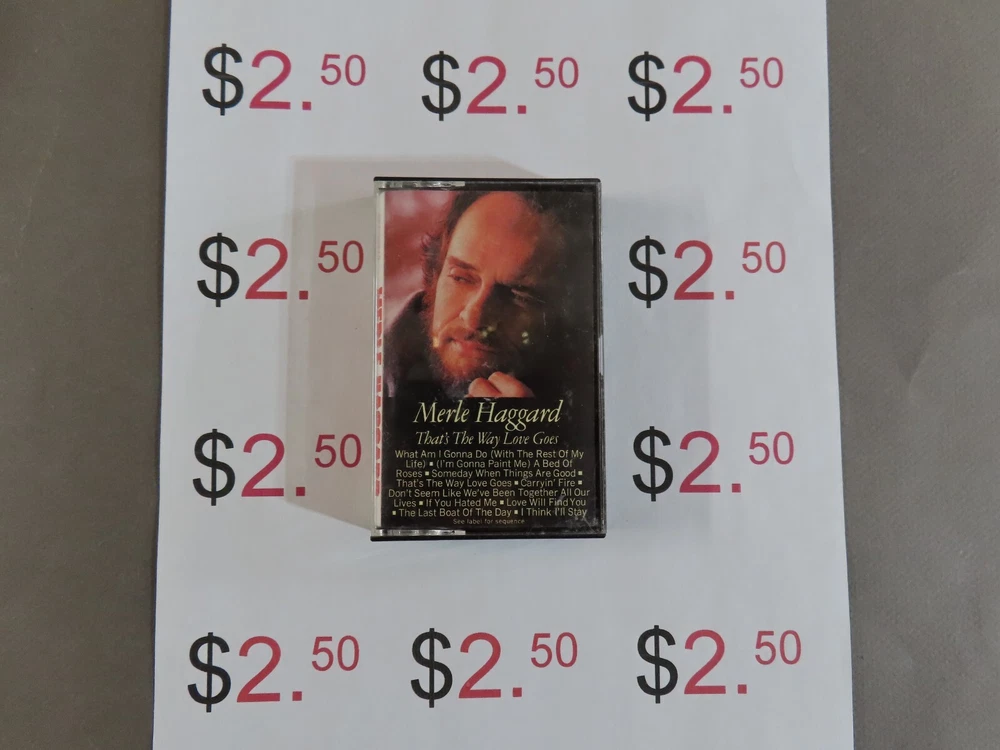 $2.50 $2.50 $2.50
$2.50 $2.50
$2.50 $2.50
Merle Haggard
That's The Way Love Goes
What Am I Gonna Do (With The Rest Of My
Life) ▪ (I'm Gonna Paint Me) A Bed Of
Roses ▪ Someday When Things Are Good ▪
That's The Way Love Goes ▪ Carryin' Fire ▪
Don't Seem Like We've Been Together All Our
Lives ▪ If You Hated Me ▪ Love Will Find You
▪ The Last Boat Of The Day ▪ I Think I'll Stay
See label for sequence
$2.50 $2.50 $2.50